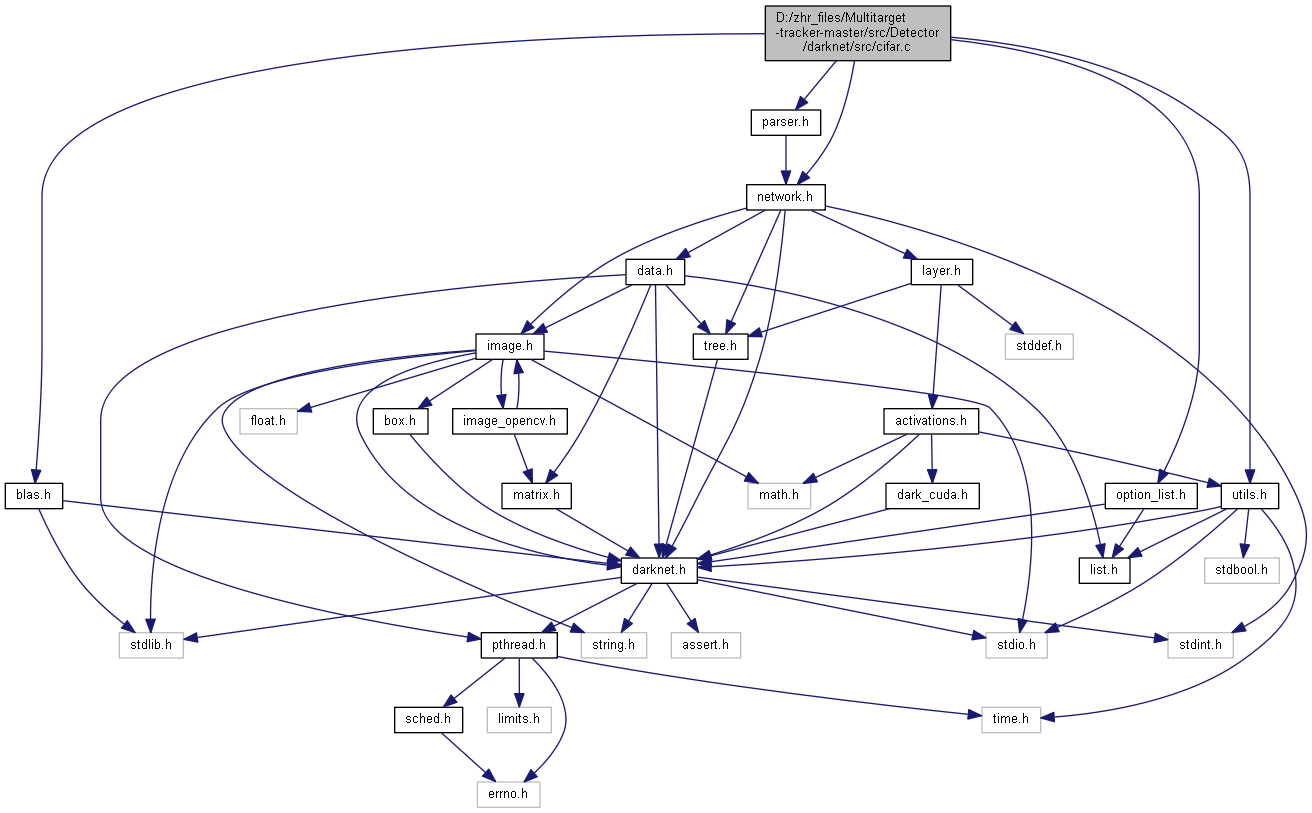 D:/zhr_files/Multitarget
-tracker-master/src/Detector
/darknet/src/cifar.c
parser.h
network.h
data.h
layer.h
image.h
tree.h
stddef.h
float.h
box.h
image_opencv.h
activations.h
blas.h
matrix.h
math.h
dark_cuda.h
option_list.h
utils.h
darknet.h
list.h
stdbool.h
stdlib.h
pthread.h
string.h
assert.h
stdio.h
stdint.h
sched.h
limits.h
time.h
errno.h